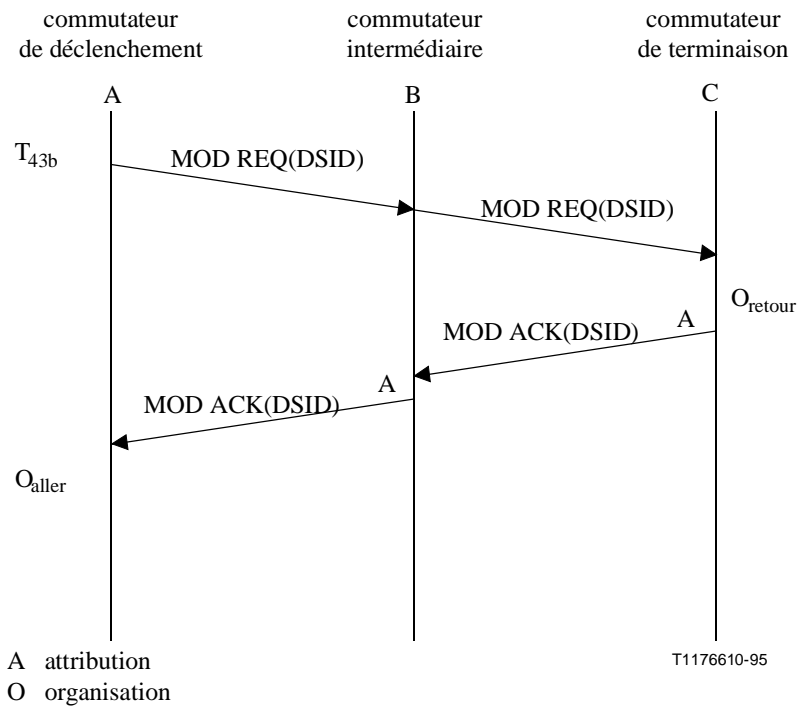 commutateur
de déclenchement
commutateur
intermédiaire
commutateur
de terminaison
A
B
C
T43b
MOD REQ(DSID)
MOD REQ(DSID)
Oretour
A
MOD ACK(DSID)
A
MOD ACK(DSID)
Oaller
A attribution
O organisation
T1176610-95